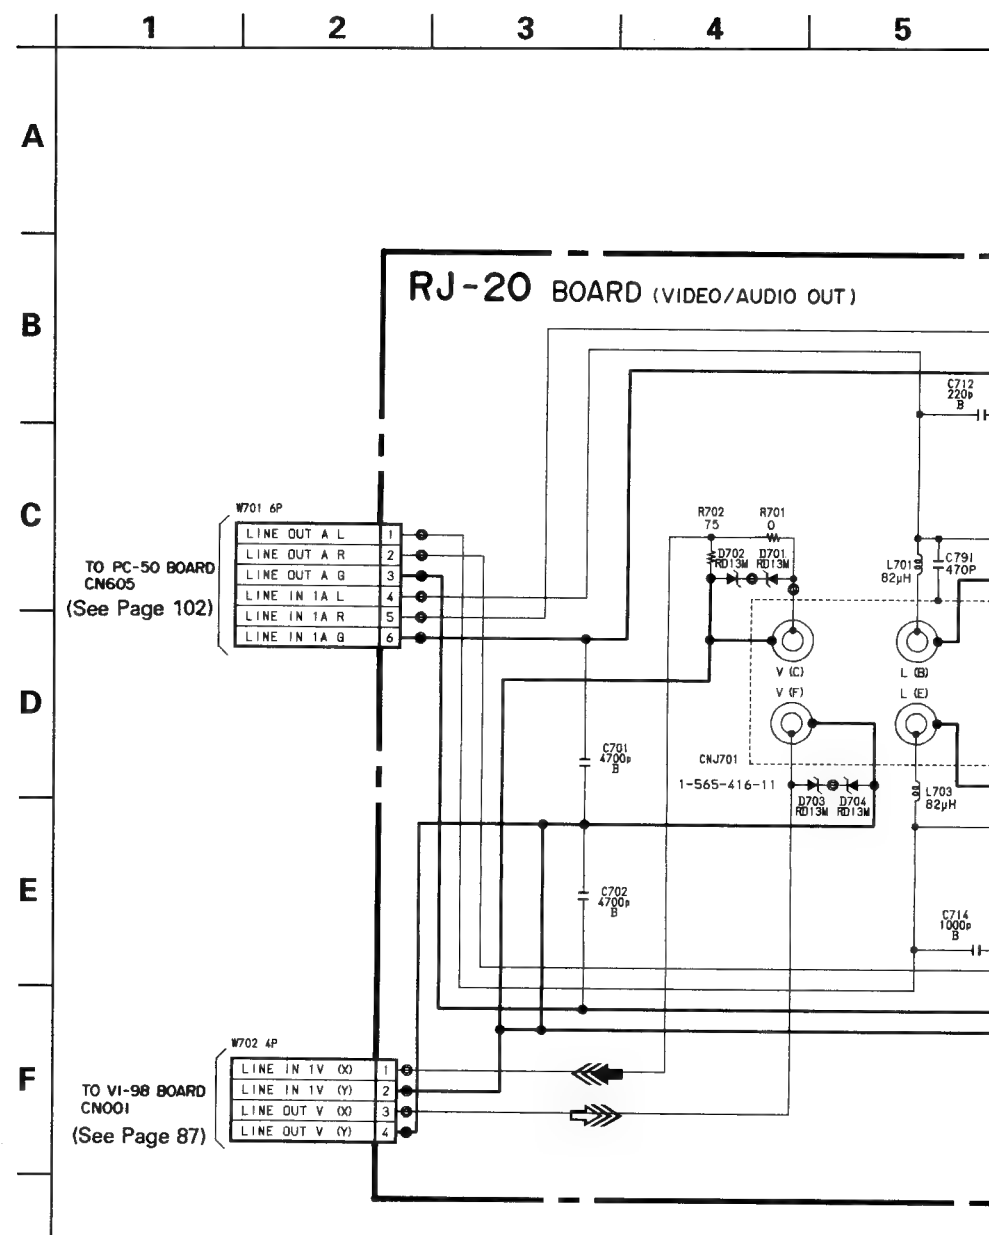 1 2 3 4 5
A
RJ-20 BOARD (VIDEO/AUDIO OUT)
B
C712
220p
B
C
W701 6P
LINE OUT A L 1
LINE OUT A R 2
LINE OUT A G 3
LINE IN 1A L 4
LINE IN 1A R 5
LINE IN 1A G 6
TO PC-50 BOARD
CN605
(See Page 102)
R702
75
R701
0
D702
RD13M
D701
RD13M
L701
82μH
C791
470P
V (C)
L (B)
D
V (F)
L (E)
C701
4700p
B
CNJ701
1-565-416-11
D703
RD13M
D704
RD13M
L703
82μH
E
C702
4700p
B
C714
1000p
B
F
W702 4P
LINE IN 1V (X) 1
LINE IN 1V (Y) 2
LINE OUT V (X) 3
LINE OUT V (Y) 4
TO VI-98 BOARD
CN001
(See Page 87)